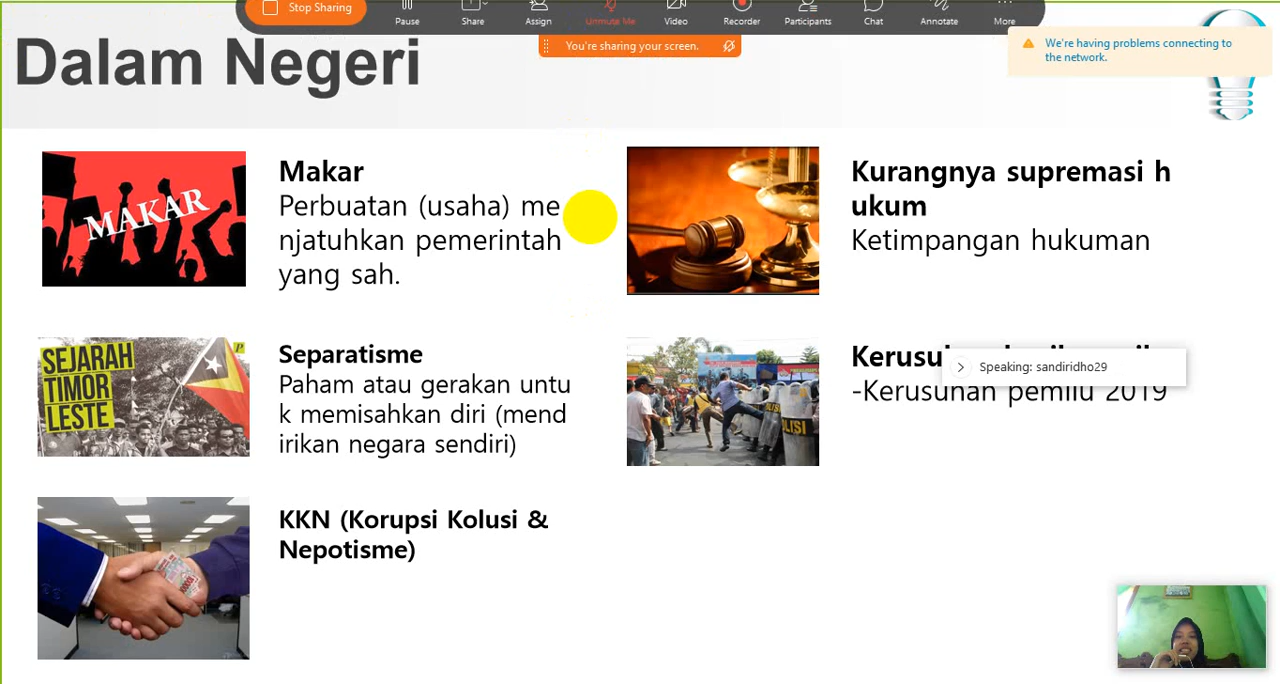 Stop Sharing
Pause
Share
Assign
Unmute Me
Video
Recorder
Participants
Chat
Annotate
More
You're sharing your screen.
We're having problems connecting to
the network.
Dalam Negeri
MAKAR
Makar
Perbuatan (usaha) me
njatuhkan pemerintah
yang sah.
Kurangnya supremasi h
ukum
Ketimpangan hukuman
SEJARAH
TIMOR
LESTE
P
Separatisme
Paham atau gerakan untu
k memisahkan diri (mend
irikan negara sendiri)
OLISI
-Kerusuhan pemilu 2019
Speaking: sandiridho29
KKN (Korupsi Kolusi &
Nepotisme)